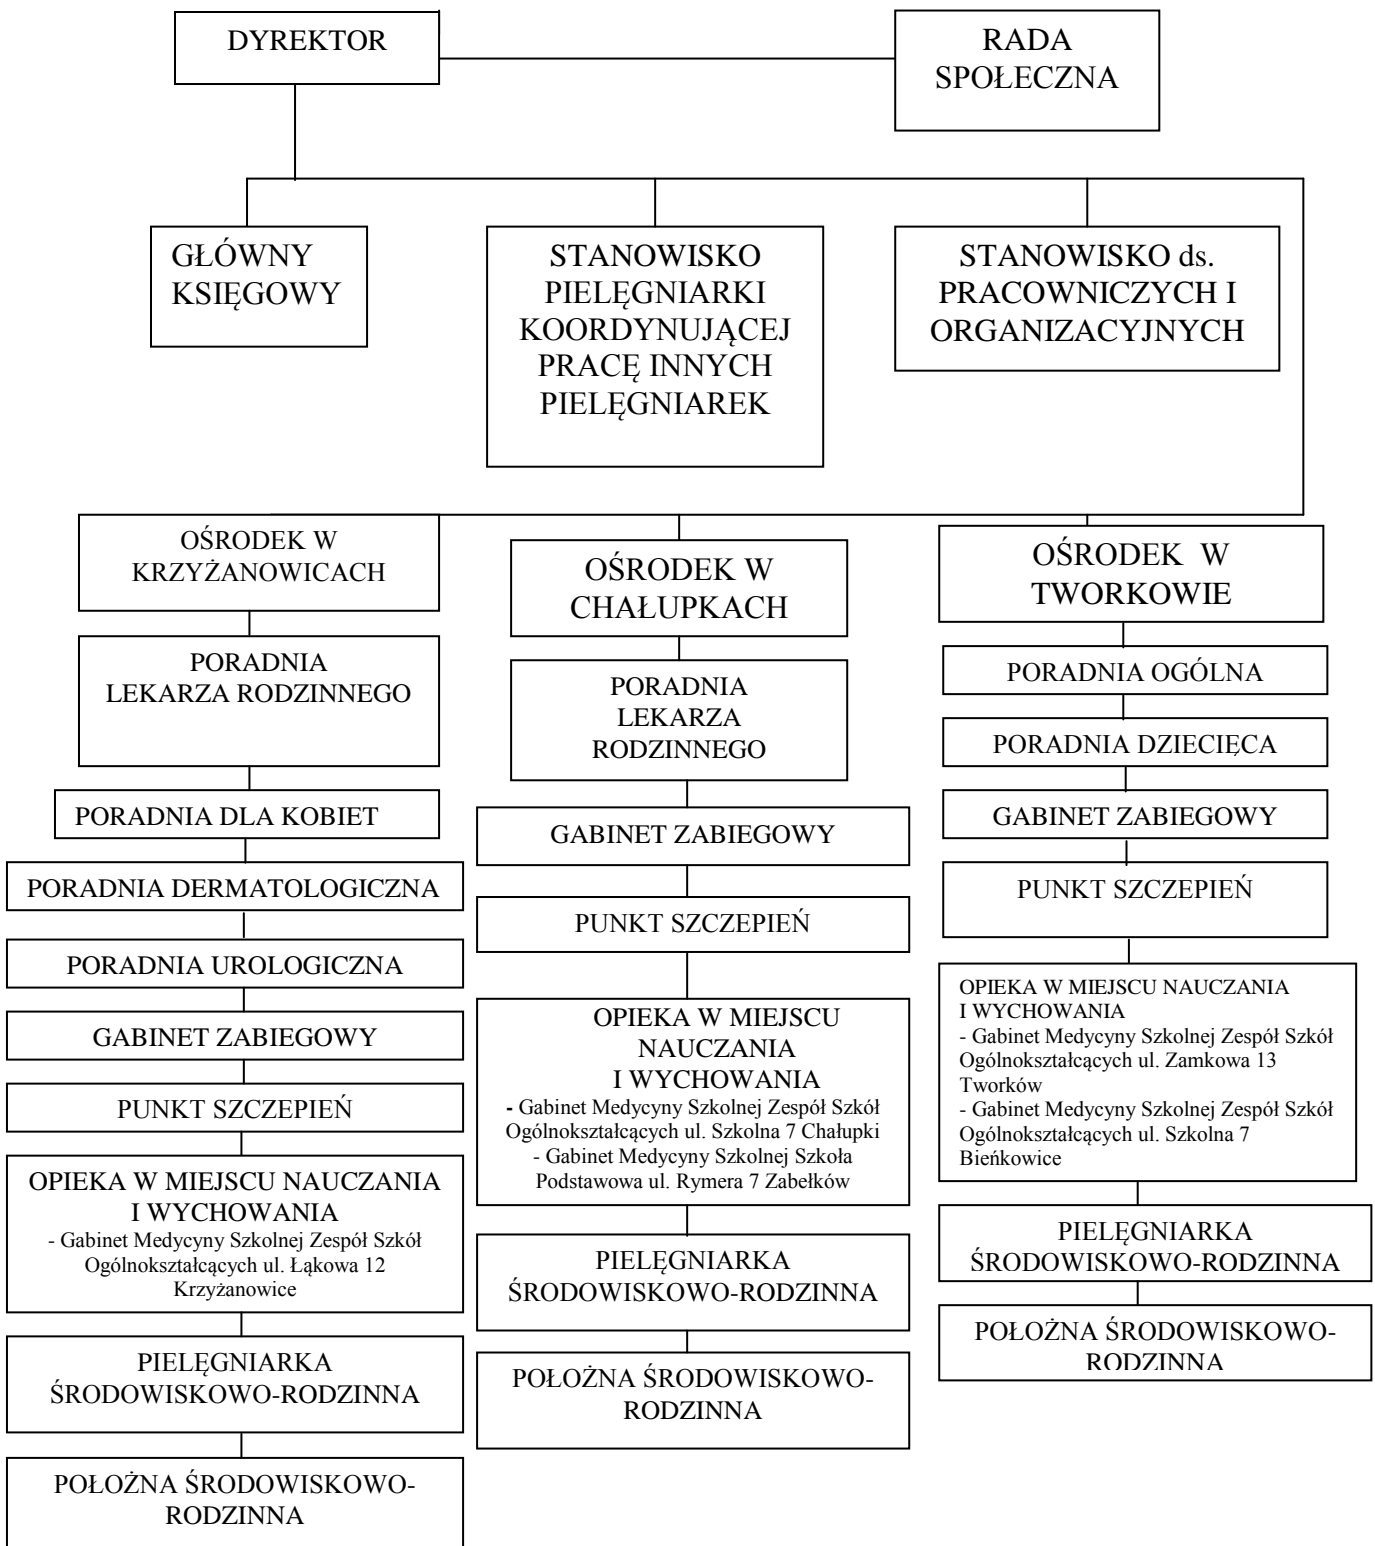 DYREKTOR
RADA
SPOŁECZNA
GŁÓWNY
KSIĘGOWY
STANOWISKO
PIELĘGNIARKI
KOORDYNUJĄCEJ
PRACĘ INNYCH
PIELĘGNIAREK
STANOWISKO ds.
PRACOWNICZYCH I
ORGANIZACYJNYCH
OŚRODEK W
KRZYŻANOWICACH
PORADNIA
LEKARZA RODZINNEGO
PORADNIA DLA KOBIET
PORADNIA DERMATOLOGICZNA
PORADNIA UROLOGICZNA
GABINET ZABIEGOWY
PUNKT SZCZEPIEŃ
OPIEKA W MIEJSCU NAUCZANIA
I WYCHOWANIA
- Gabinet Medycyny Szkolnej Zespół Szkół
Ogólnokształcących ul. Łąkowa 12
Krzyżanowice
PIELĘGNIARKA
ŚRODOWISKOWO-RODZINNA
POŁOŻNA ŚRODOWISKOWO-
RODZINNA
OŚRODEK W
CHAŁUPKACH
PORADNIA
LEKARZA
RODZINNEGO
GABINET ZABIEGOWY
PUNKT SZCZEPIEŃ
OPIEKA W MIEJSCU
NAUCZANIA
I WYCHOWANIA
- Gabinet Medycyny Szkolnej Zespół Szkół
Ogólnokształcących ul. Szkolna 7 Chałupki
- Gabinet Medycyny Szkolnej Szkoła
Podstawowa ul. Rymera 7 Zabełków
PIELĘGNIARKA
ŚRODOWISKOWO-RODZINNA
POŁOŻNA ŚRODOWISKOWO-
RODZINNA
OŚRODEK W
TWORKOWIE
PORADNIA OGÓLNA
PORADNIA DZIECIĘCA
GABINET ZABIEGOWY
PUNKT SZCZEPIEŃ
OPIEKA W MIEJSCU NAUCZANIA
I WYCHOWANIA
- Gabinet Medycyny Szkolnej Zespół Szkół
Ogólnokształcących ul. Zamkowa 13
Tworków
- Gabinet Medycyny Szkolnej Zespół Szkół
Ogólnokształcących ul. Szkolna 7
Bieńkowice
PIELĘGNIARKA
ŚRODOWISKOWO-RODZINNA
POŁOŻNA ŚRODOWISKOWO-
RODZINNA